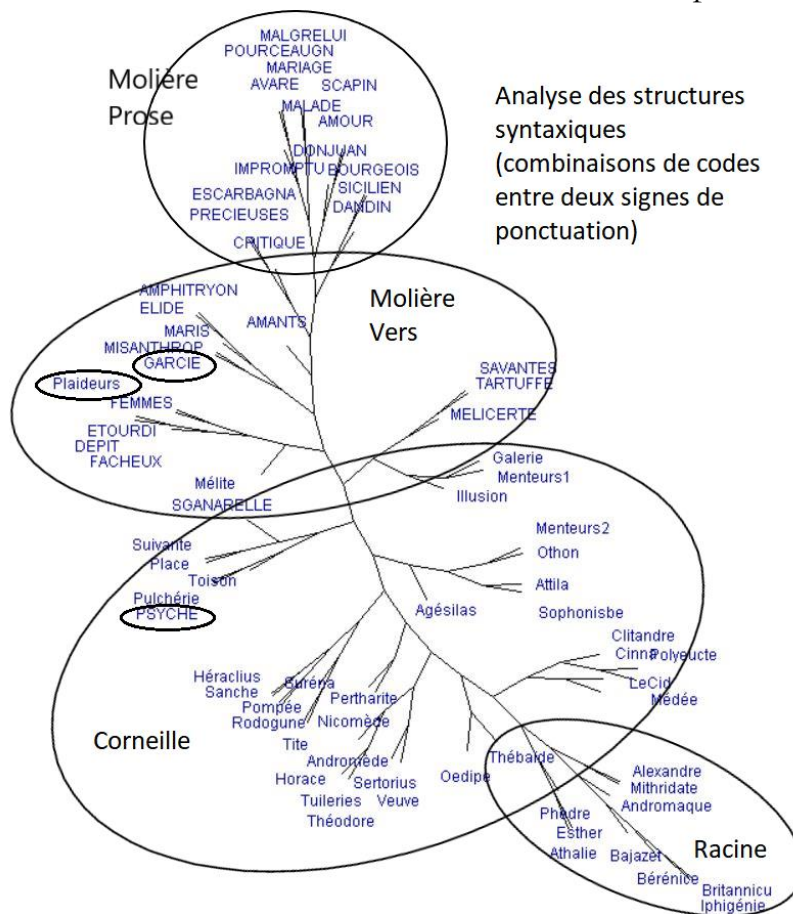 MALGRELUI
POURCEAUGN
MARIAGE
AVARE
SCAPIN
MALADE
AMOUR
DONJUAN
IMPROMPTU
BOURGEOIS
SICILIEN
ESCARBAGNA
DANDIN
PRECIEUSES
CRITIQUE
Molière
Prose
Analyse des structures
syntaxiques
(combinaisons de codes
entre deux signes de
ponctuation)
AMPHITRYON
ELIDE
AMANTS
MARIS
MISANTHROP
GARCIE
Plaideurs
FEMMES
ETOURDI
DEPIT
FACHEUX
Mélite
SGANARELLE
Molière
Vers
SAVANTES
TARTUFFE
MELICERTE
Galerie
Menteurs1
Illusion
Menteurs2
Othon
Attila
Sophonisbe
Agésilas
Suivante
Place
Toison
Pulchérie
PSYCHE
Clitandre
Cinna
Polyeucte
LeCid
Médée
Héraclius
Sanche
Suréna
Pompée
Rodogune
Pertharite
Nicomède
Tite
Andromède
Horace
Sertorius
Tuileries
Veuve
Théodore
Oedipe
Corneille
Thébaïde
Alexandre
Mithridate
Andromaque
Phèdre
Esther
Athalie
Bajazet
Bérénice
Britannicu
Iphigénie
Racine